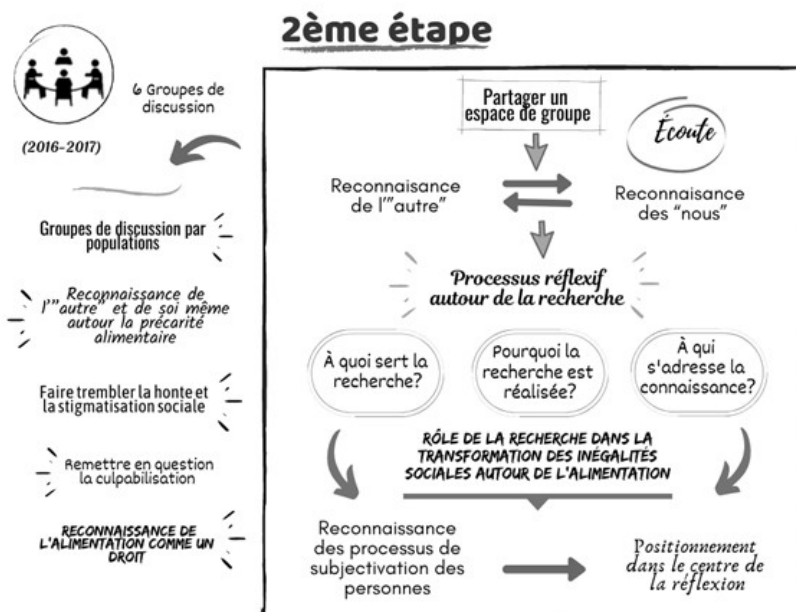 2ème étape
6 Groupes de
discussion
(2016-2017)
Groupes de discussion par
populations
Reconnaissance de
l'"autre" et de soi même
autour la précarité
alimentaire
Faire trembler la honte et
la stigmatisation sociale
Remettre en question
la culpabilisation
RECONNAISSANCE DE
L'ALIMENTATION COMME UN
DROIT
Partager un
espace de groupe
Écoute
Reconnaisance
de l'"autre"
Reconnaisance
des "nous"
Processus réflexif
autour de la recherche
À quoi sert la
recherche?
Pourquoi la
recherche est
réalisée?
À qui
s'adresse la
connaissance?
RÔLE DE LA RECHERCHE DANS LA
TRANSFORMATION DES INÉGALITÉS
SOCIALES AUTOUR DE L'ALIMENTATION
Reconnaissance
des processus de
subjectivation des
personnes
Positionnement
dans le centre de
la réflexion